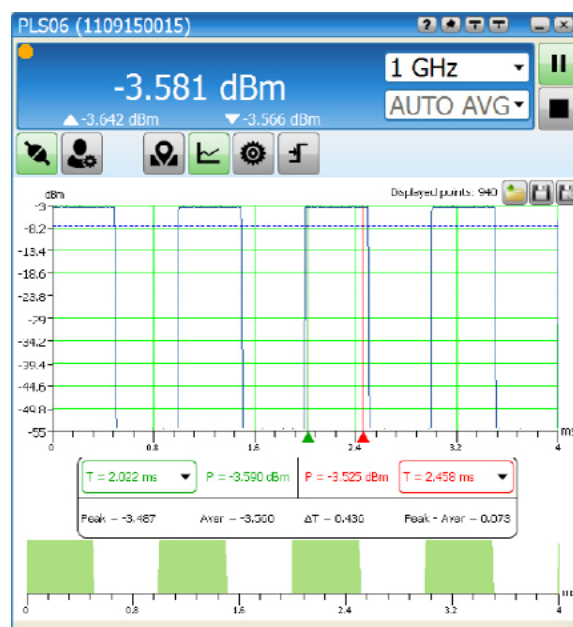 PLS06 (1109150015)
-3.581 dBm
1 GHz
-3.642 dBm
-3.566 dBm
AUTO AVG
dBm
Displayed points: 940
-3
-8.2
-13.4
-18.6
-23.8
-29
-34.2
-39.4
-44.6
-49.8
-55
0 0.8 1.6 2.4 3.2 4
ms
T = 2.022 ms P = -3.590 dBm P = -3.525 dBm T = 2.458 ms
Peak = -3.487 Aver = -3.560 ΔT = 0.436 Peak - Aver = 0.073
ms
0 0.8 1.6 2.4 3.2 4